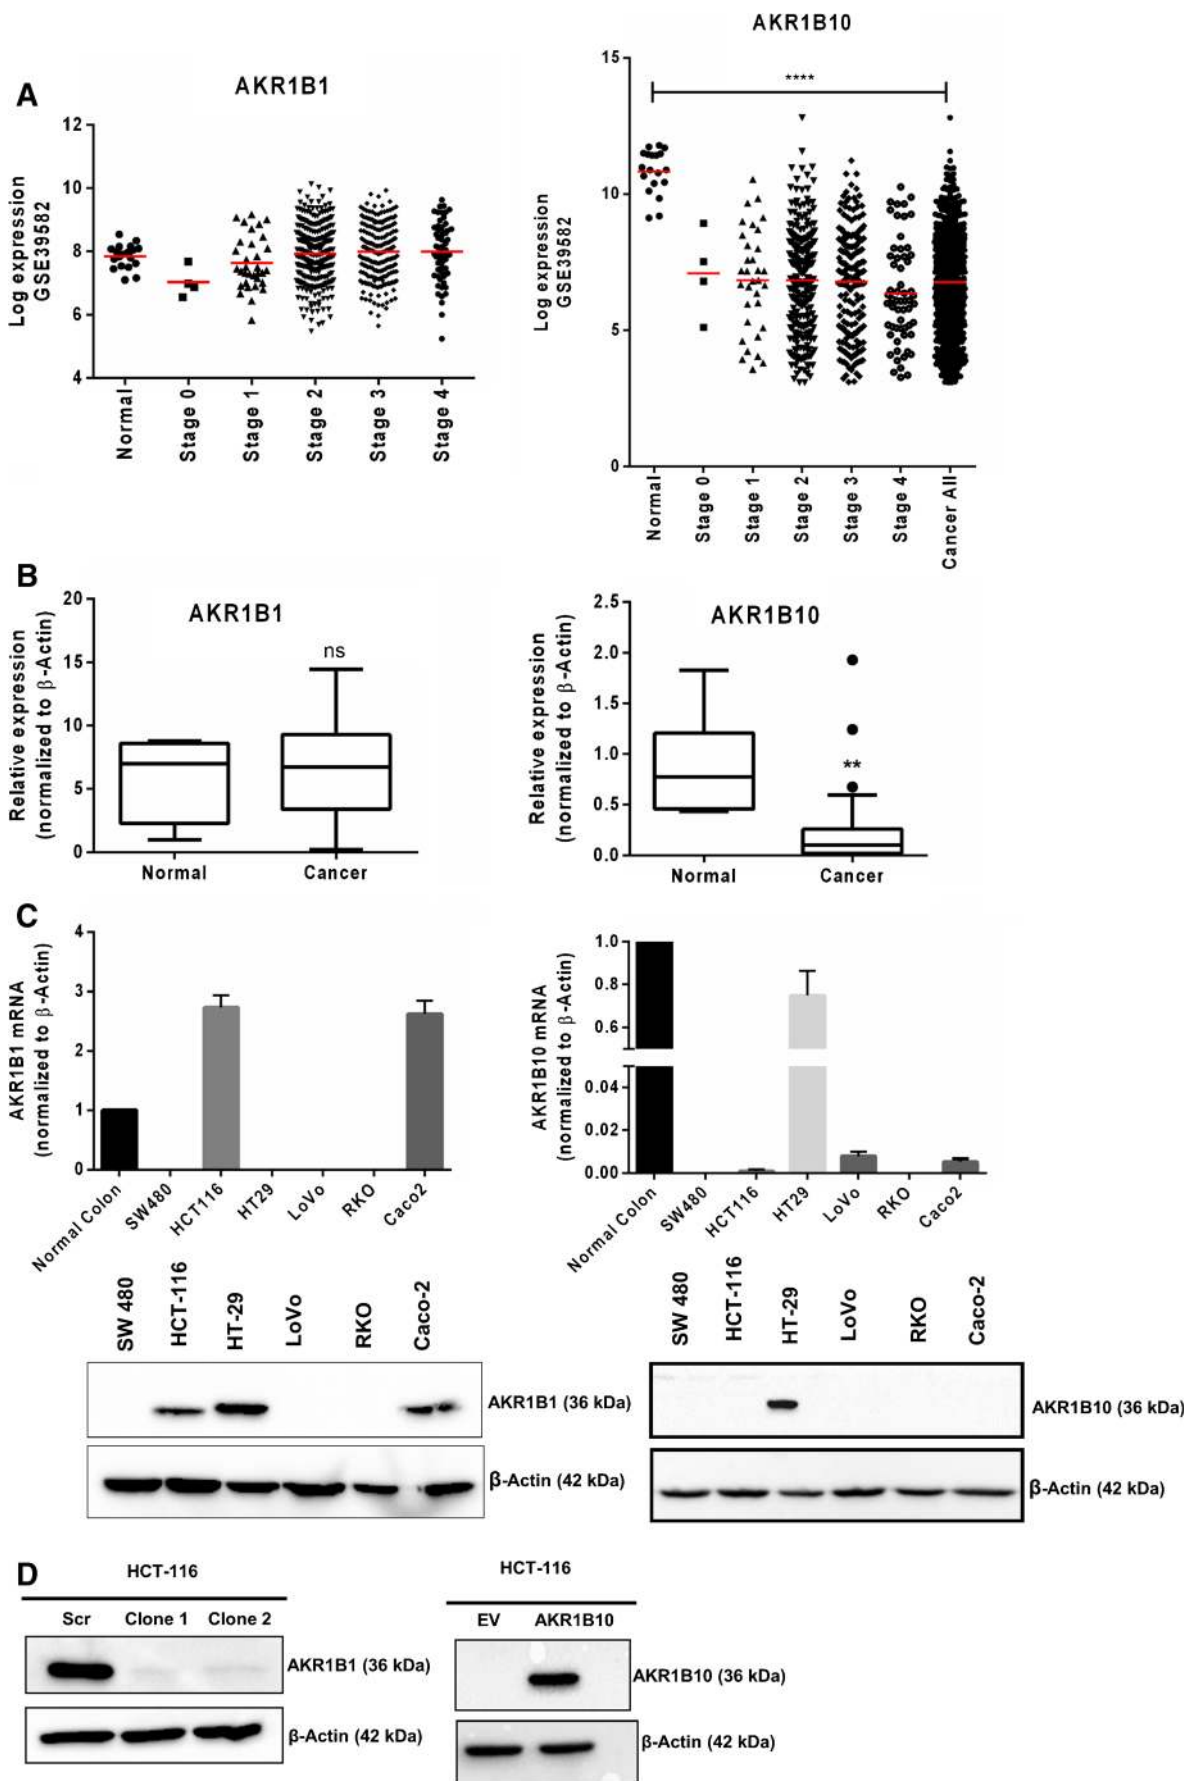 A
AKR1B1
Log expression
GSE39582
12
10
8
6
4
Normal
Stage 0
Stage 1
Stage 2
Stage 3
Stage 4
AKR1B10
Log expression
GSE39582
15
10
5
0
****
Normal
Stage 0
Stage 1
Stage 2
Stage 3
Stage 4
Cancer All
B
AKR1B1
Relative expression
(normalized to β-Actin)
20
15
10
5
0
ns
Normal
Cancer
AKR1B10
Relative expression
(normalized to β-Actin)
2.5
2.0
1.5
1.0
0.5
0.0
**
Normal
Cancer
C
AKR1B1 mRNA
(normalized to β-Actin)
4
3
2
1
0
Normal Colon
SW480
HCT116
HT29
LoVo
RKO
Caco2
AKR1B10 mRNA
(normalized to β-Actin)
1.0
0.8
0.6
0.04
0.02
0.00
Normal Colon
SW480
HCT116
HT29
LoVo
RKO
Caco2
SW 480
HCT-116
HT-29
LoVo
RKO
Caco-2
AKR1B1 (36 kDa)
β-Actin (42 kDa)
SW 480
HCT-116
HT-29
LoVo
RKO
Caco-2
AKR1B10 (36 kDa)
β-Actin (42 kDa)
D
HCT-116
Scr Clone 1 Clone 2
AKR1B1 (36 kDa)
β-Actin (42 kDa)
HCT-116
EV AKR1B10
AKR1B10 (36 kDa)
β-Actin (42 kDa)